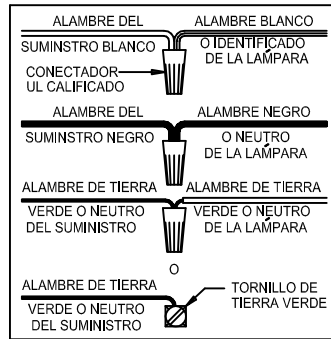 ALAMBRE DEL
SUMINSTRO BLANCO
ALAMBRE BLANCO
O IDENTIFICADO
DE LA LAMPARA
CONECTADOR
UL CALIFICADO
ALAMBRE DEL
SUMINSTRO NEGRO
ALAMBRE NEGRO
O NEUTRO
DE LA LAMPARA
ALAMBRE DE TIERRA
VERDE O NEUTRO
DEL SUMINISTRO
ALAMBRE DE TIERRA
VERDE O NEUTRO
DE LA LAMPARA
O
ALAMBRE DE TIERRA
VERDE O NEUTRO
DEL SUMINISTRO
TORNILLO DE
TIERRA VERDE